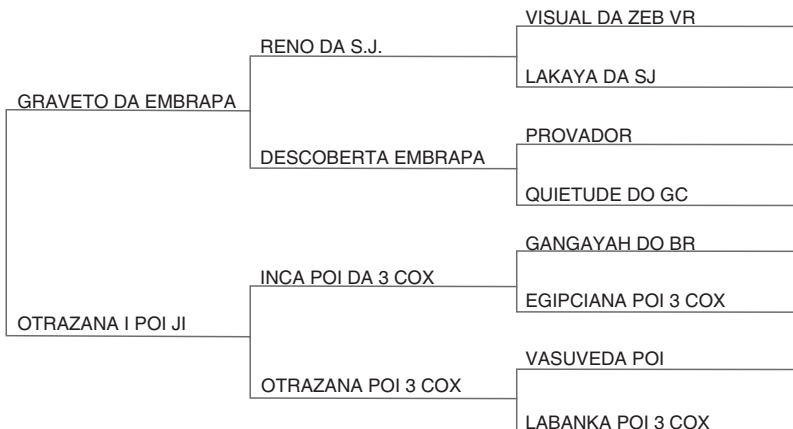 VISUAL DA ZEB VR
RENO DA S.J.
LAKAYA DA SJ
GRAVETO DA EMBRAPA
PROVADOR
DESCOBERTA EMBRAPA
QUIETUDE DO GC
GANGAYAH DO BR
INCA POI DA 3 COX
EGIPCIANA POI 3 COX
OTRAZANA I POI JI
VASUVEDA POI
OTRAZANA POI 3 COX
LABANKA POI 3 COX